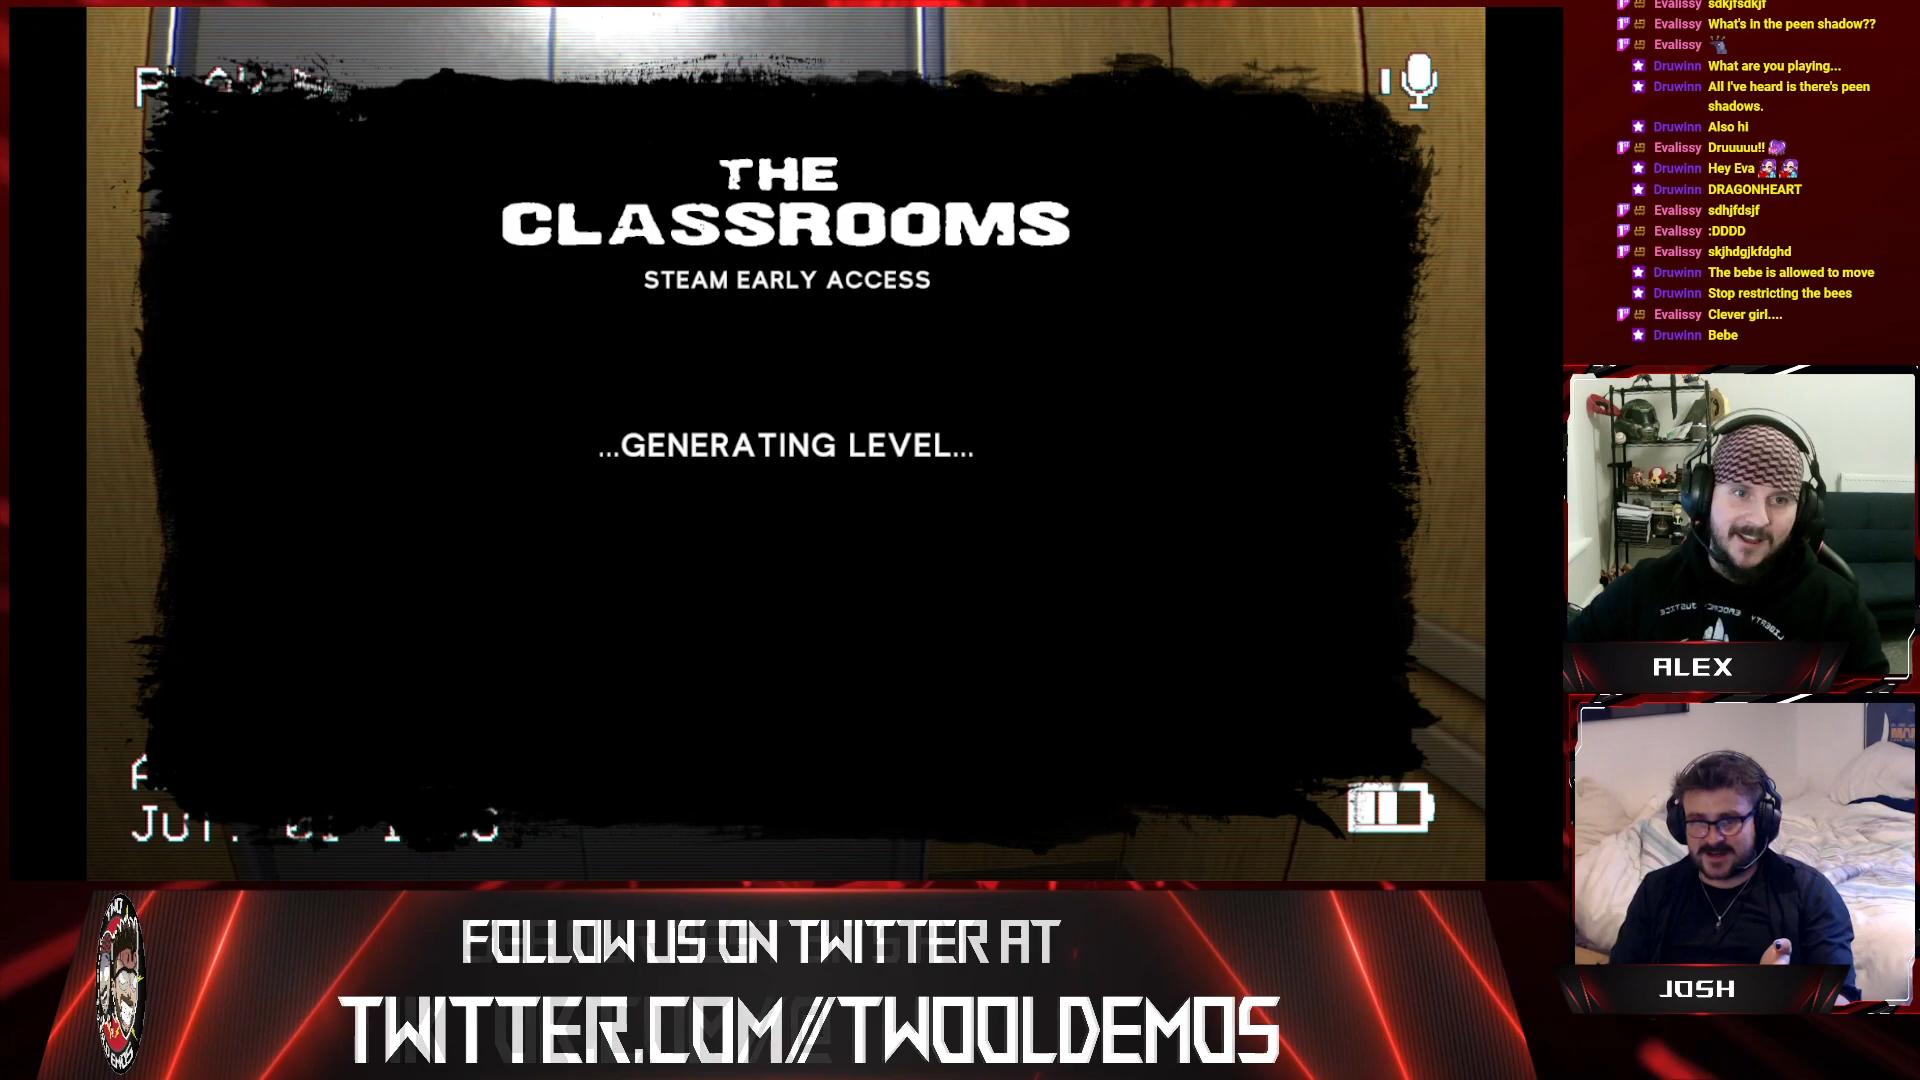 THE
CLASSROOMS
STEAM EARLY ACCESS
...GENERATING LEVEL...
Evalissy sdkjfsdkjf
Evalissy What's in the peen shadow??
Evalissy
Druwinn What are you playing...
Druwinn All I've heard is there's peen
shadows.
Druwinn Also hi
Evalissy Druuuuu!!
Druwinn Hey Eva
Druwinn DRAGONHEART
Evalissy sdhjfdsjf
Evalissy :DDDD
Evalissy skjhdgjkfdghd
Druwinn The bebe is allowed to move
Druwinn Stop restricting the bees
Evalissy Clever girl....
Druwinn Bebe
ALEX
JOSH
FOLLOW US ON TWITTER AT
TWITTER.COM//TWOOLDEMOS